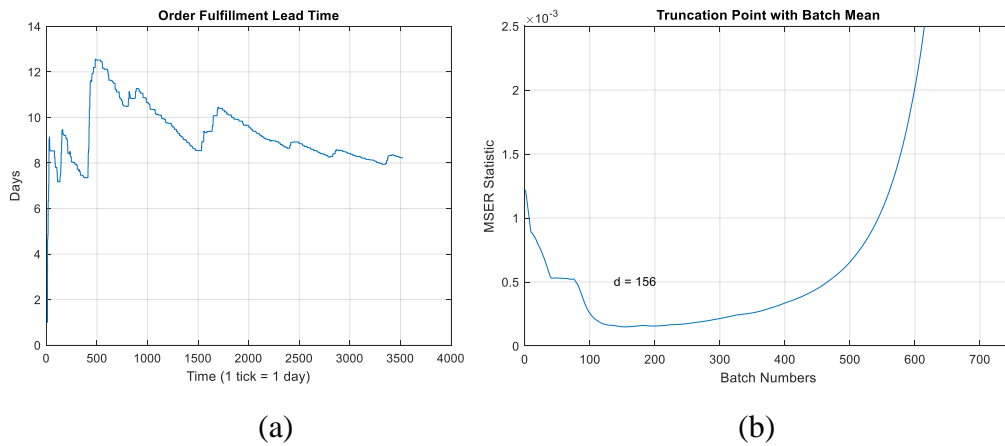 Order Fulfillment Lead Time
14
12
10
8
6
4
2
0
Days
0 500 1000 1500 2000 2500 3000 3500 4000
Time (1 tick = 1 day)
(a)
×10⁻³
Truncation Point with Batch Mean
2.5
2
1.5
1
0.5
0
MSER Statistic
d = 156
0 100 200 300 400 500 600 700
Batch Numbers
(b)